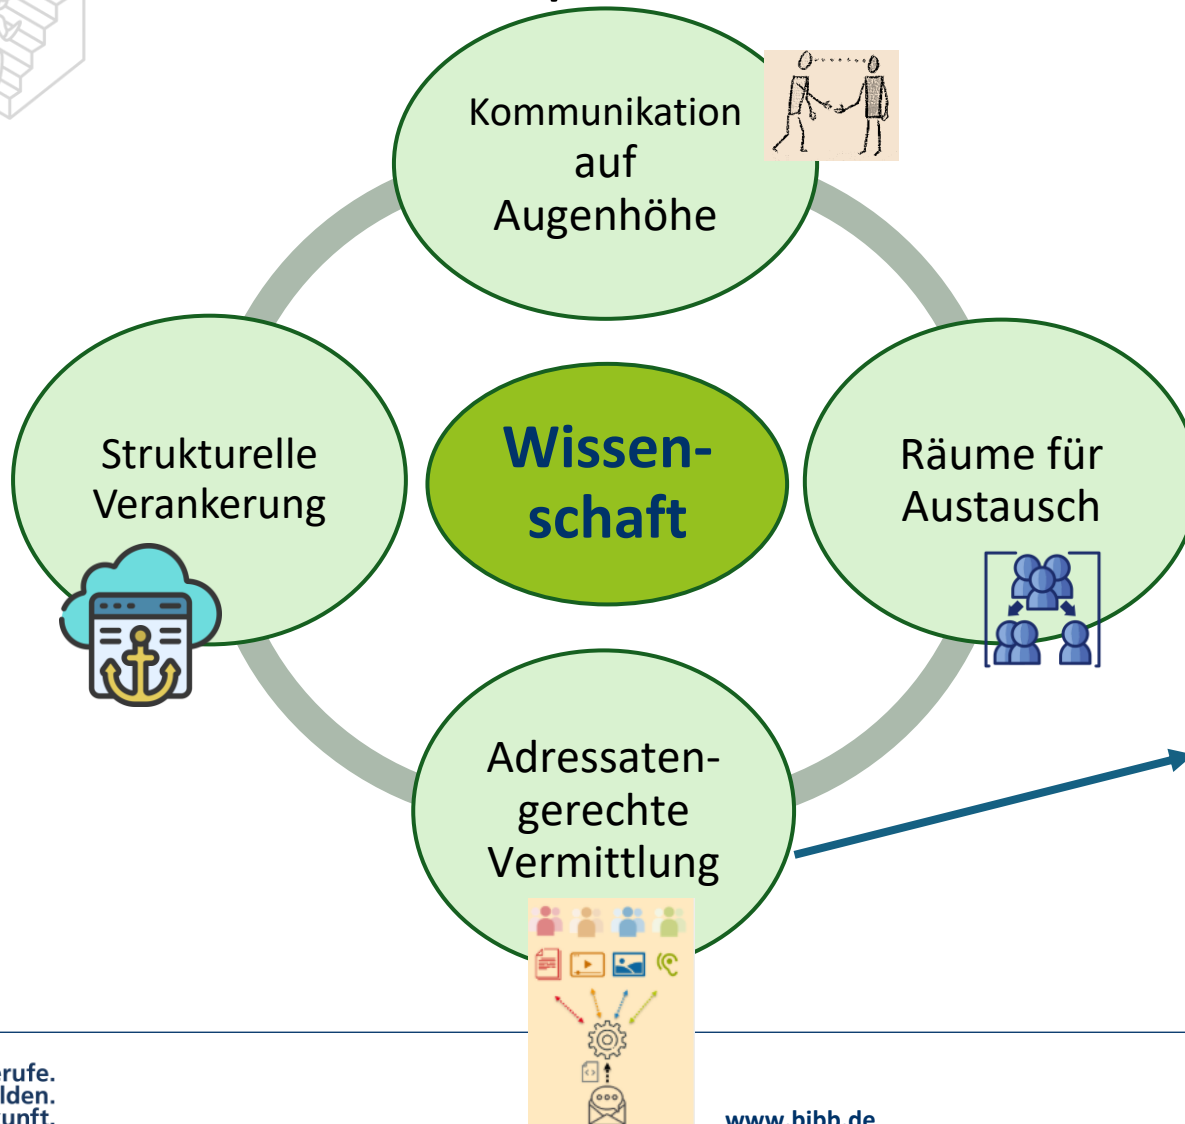 Kommunikation
auf
Augenhöhe
Strukturelle
Verankerung
Wissen-
schaft
Räume für
Austausch
Adressaten-
gerechte
Vermittlung
www.bibb.de